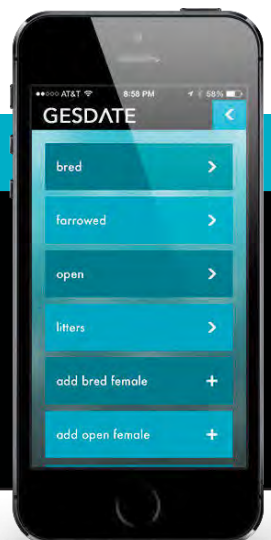 AT&T 8:58 PM 58%
GESDATE
bred
farrowed
open
litters
add bred female
add open female